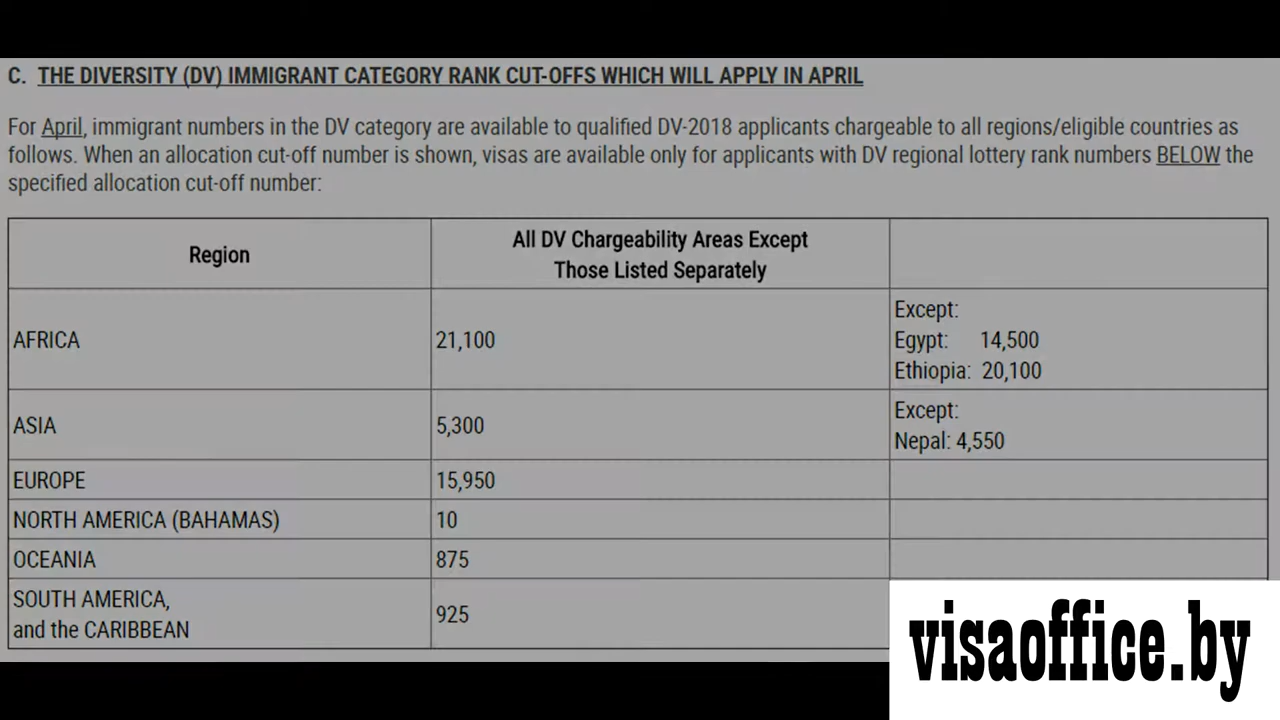 C. THE DIVERSITY (DV) IMMIGRANT CATEGORY RANK CUT-OFFS WHICH WILL APPLY IN APRIL
For April, immigrant numbers in the DV category are available to qualified DV-2018 applicants chargeable to all regions/eligible countries as
follows. When an allocation cut-off number is shown, visas are available only for applicants with DV regional lottery rank numbers BELOW the
specified allocation cut-off number:
Region
All DV Chargeability Areas Except
Those Listed Separately
AFRICA
21,100
Except:
Egypt: 14,500
Ethiopia: 20,100
ASIA
5,300
Except:
Nepal: 4,550
EUROPE
15,950
NORTH AMERICA (BAHAMAS)
10
OCEANIA
875
SOUTH AMERICA,
and the CARIBBEAN
925
visaoffice.by